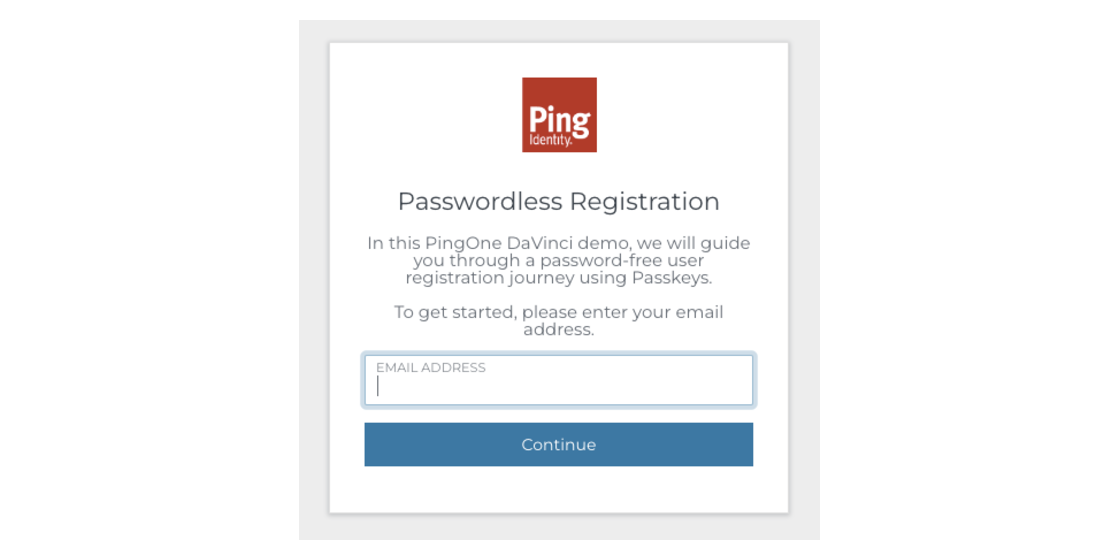 Ping
Identity.
Passwordless Registration
In this PingOne DaVinci demo, we will guide
you through a password-free user
registration journey using Passkeys.
To get started, please enter your email
address.
EMAIL ADDRESS
Continue